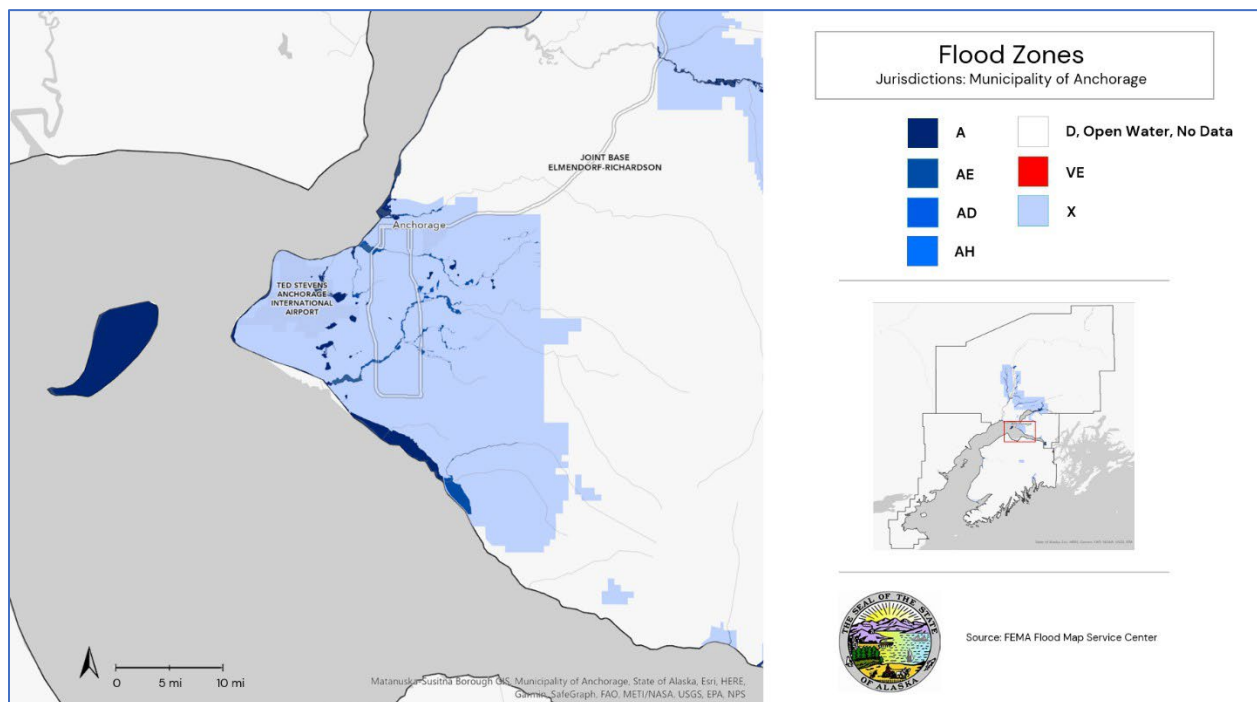 JOINT BASE
ELMENDORF-RICHARDSON
Anchorage
TED STEVENS
ANCHORAGE
INTERNATIONAL
AIRPORT
0 5 mi 10 mi
Matanuska-Susitna Borough GIS, Municipality of Anchorage, State of Alaska, Esri, HERE,
Garmin, SafeGraph, FAO, METI/NASA, USGS, EPA, NPS
Flood Zones
Jurisdictions: Municipality of Anchorage
A
D, Open Water, No Data
AE
VE
AD
X
AH
THE SEAL OF THE STATE
OF ALASKA
Source: FEMA Flood Map Service Center